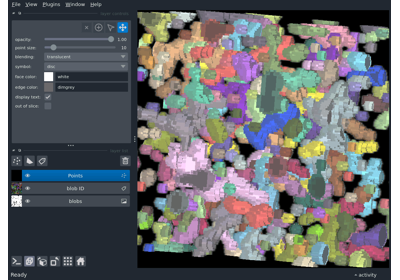 File View Plugins Window Help
opacity: 1.00
point size: 10
blending: translucent
symbol: disc
face color: white
edge color: dimgrey
display text:
out of slice:
Points
blob ID
blobs
Ready
activity